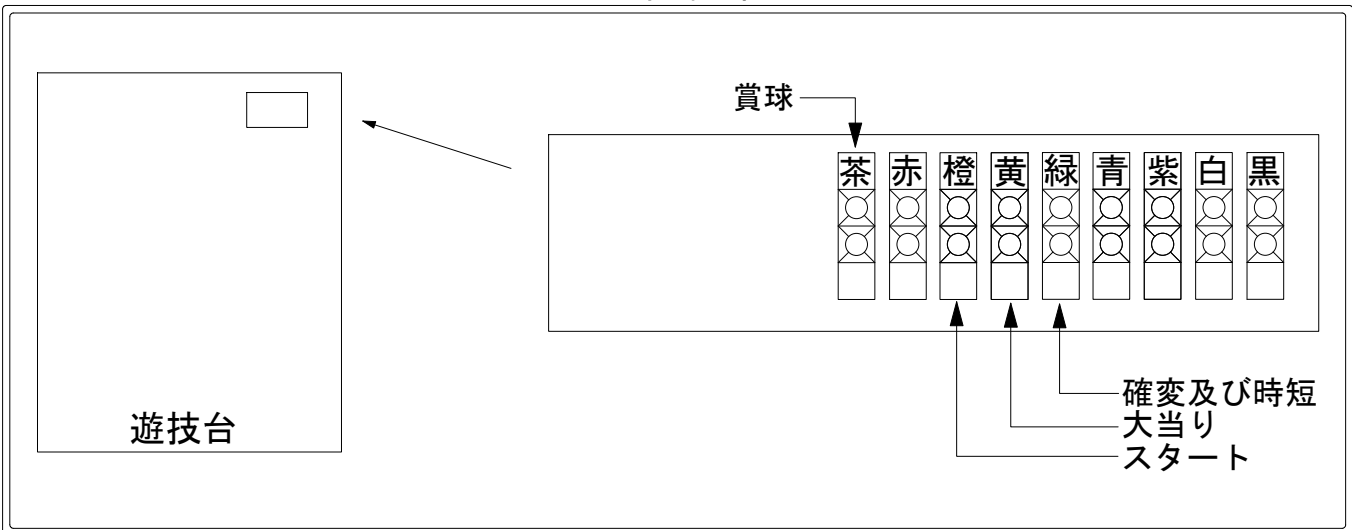 賞球
茶 赤 橙 黄 緑 青 紫 白 黒
遊技台
確変及び時短
大当り
スタート